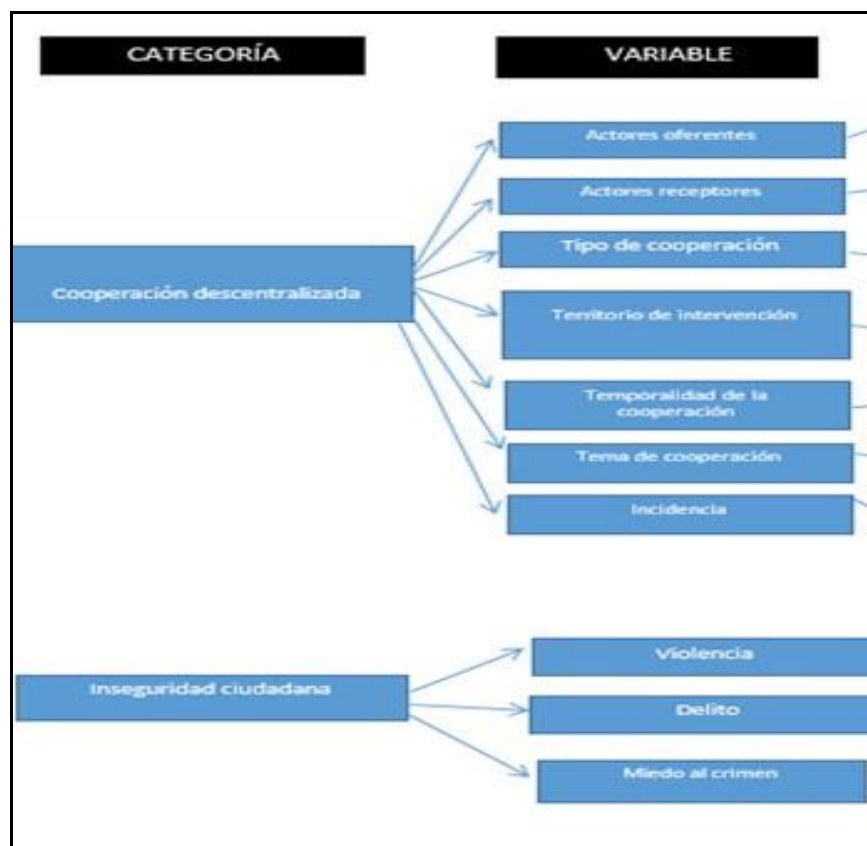 CATEGORÍA
VARIABLE
Actores oferentes
Actores receptores
Tipo de cooperación
Cooperación descentralizada
Territorio de intervención
Temporalidad de la
cooperación
Tema de cooperación
Incidencia
Inseguridad ciudadana
Violencia
Delito
Miedo al crimen